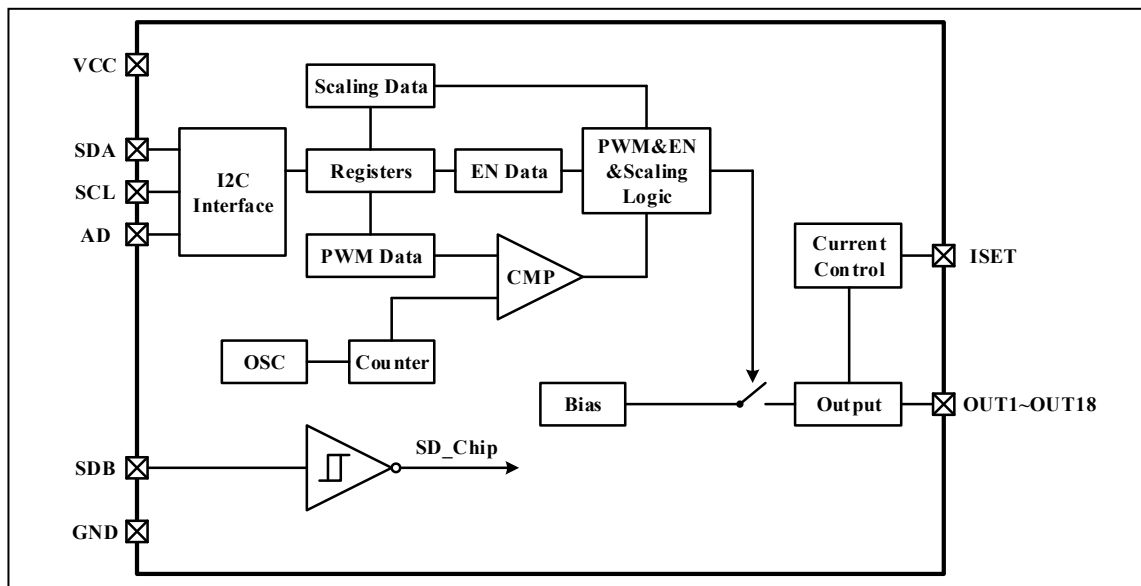 VCC
Scaling Data
SDA
SCL
AD
I2C
Interface
Registers
EN Data
PWM&EN
&Scaling
Logic
PWM Data
CMP
Current
Control
ISET
OSC
Counter
Bias
Output
OUT1~OUT18
SDB
SD_Chip
GND